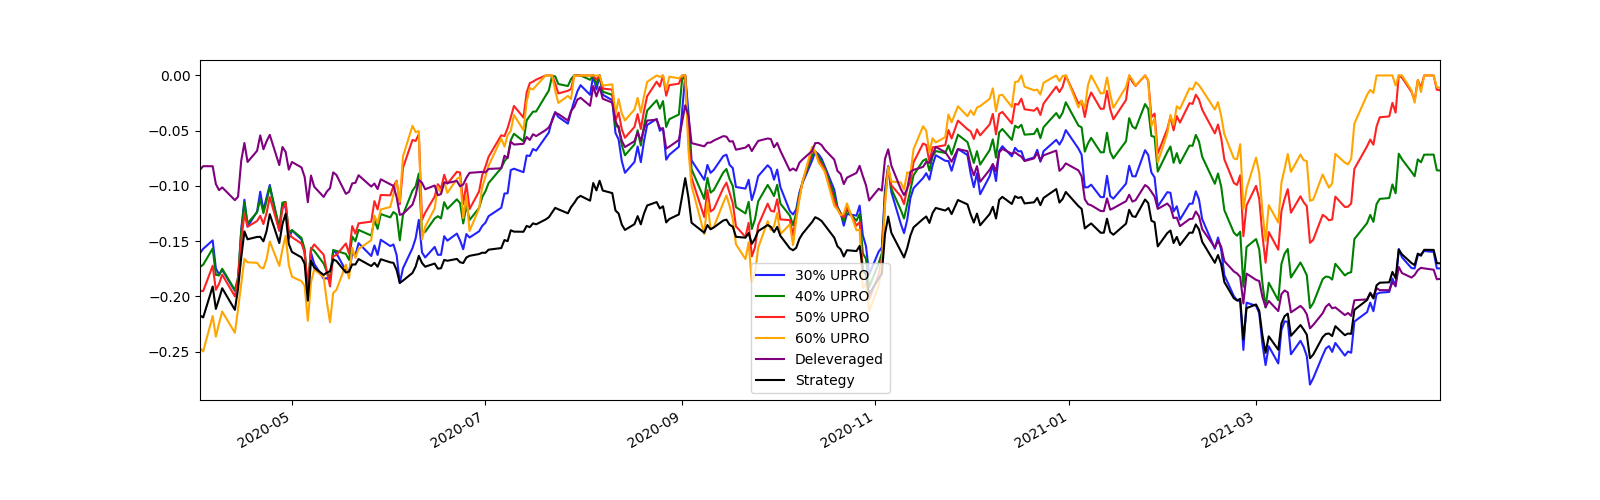 0.00
−0.05
−0.10
−0.15
−0.20
−0.25
30% UPRO
40% UPRO
50% UPRO
60% UPRO
Deleveraged
Strategy
2020-05
2020-07
2020-09
2020-11
2021-01
2021-03